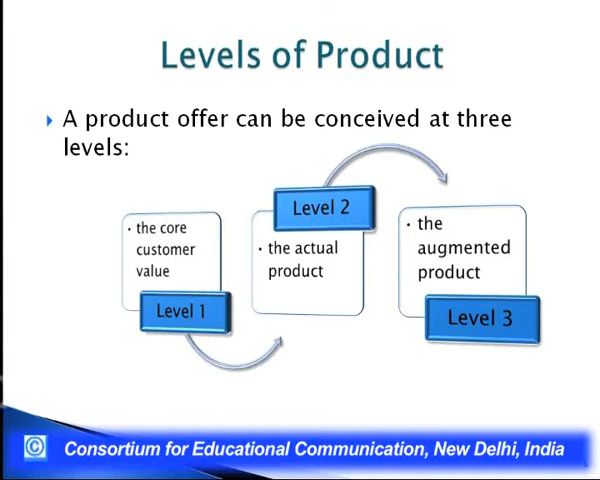 Levels of Product
A product offer can be conceived at three
levels:
• the core
customer
value
Level 1
Level 2
• the actual
product
• the
augmented
product
Level 3
© Consortium for Educational Communication, New Delhi, India